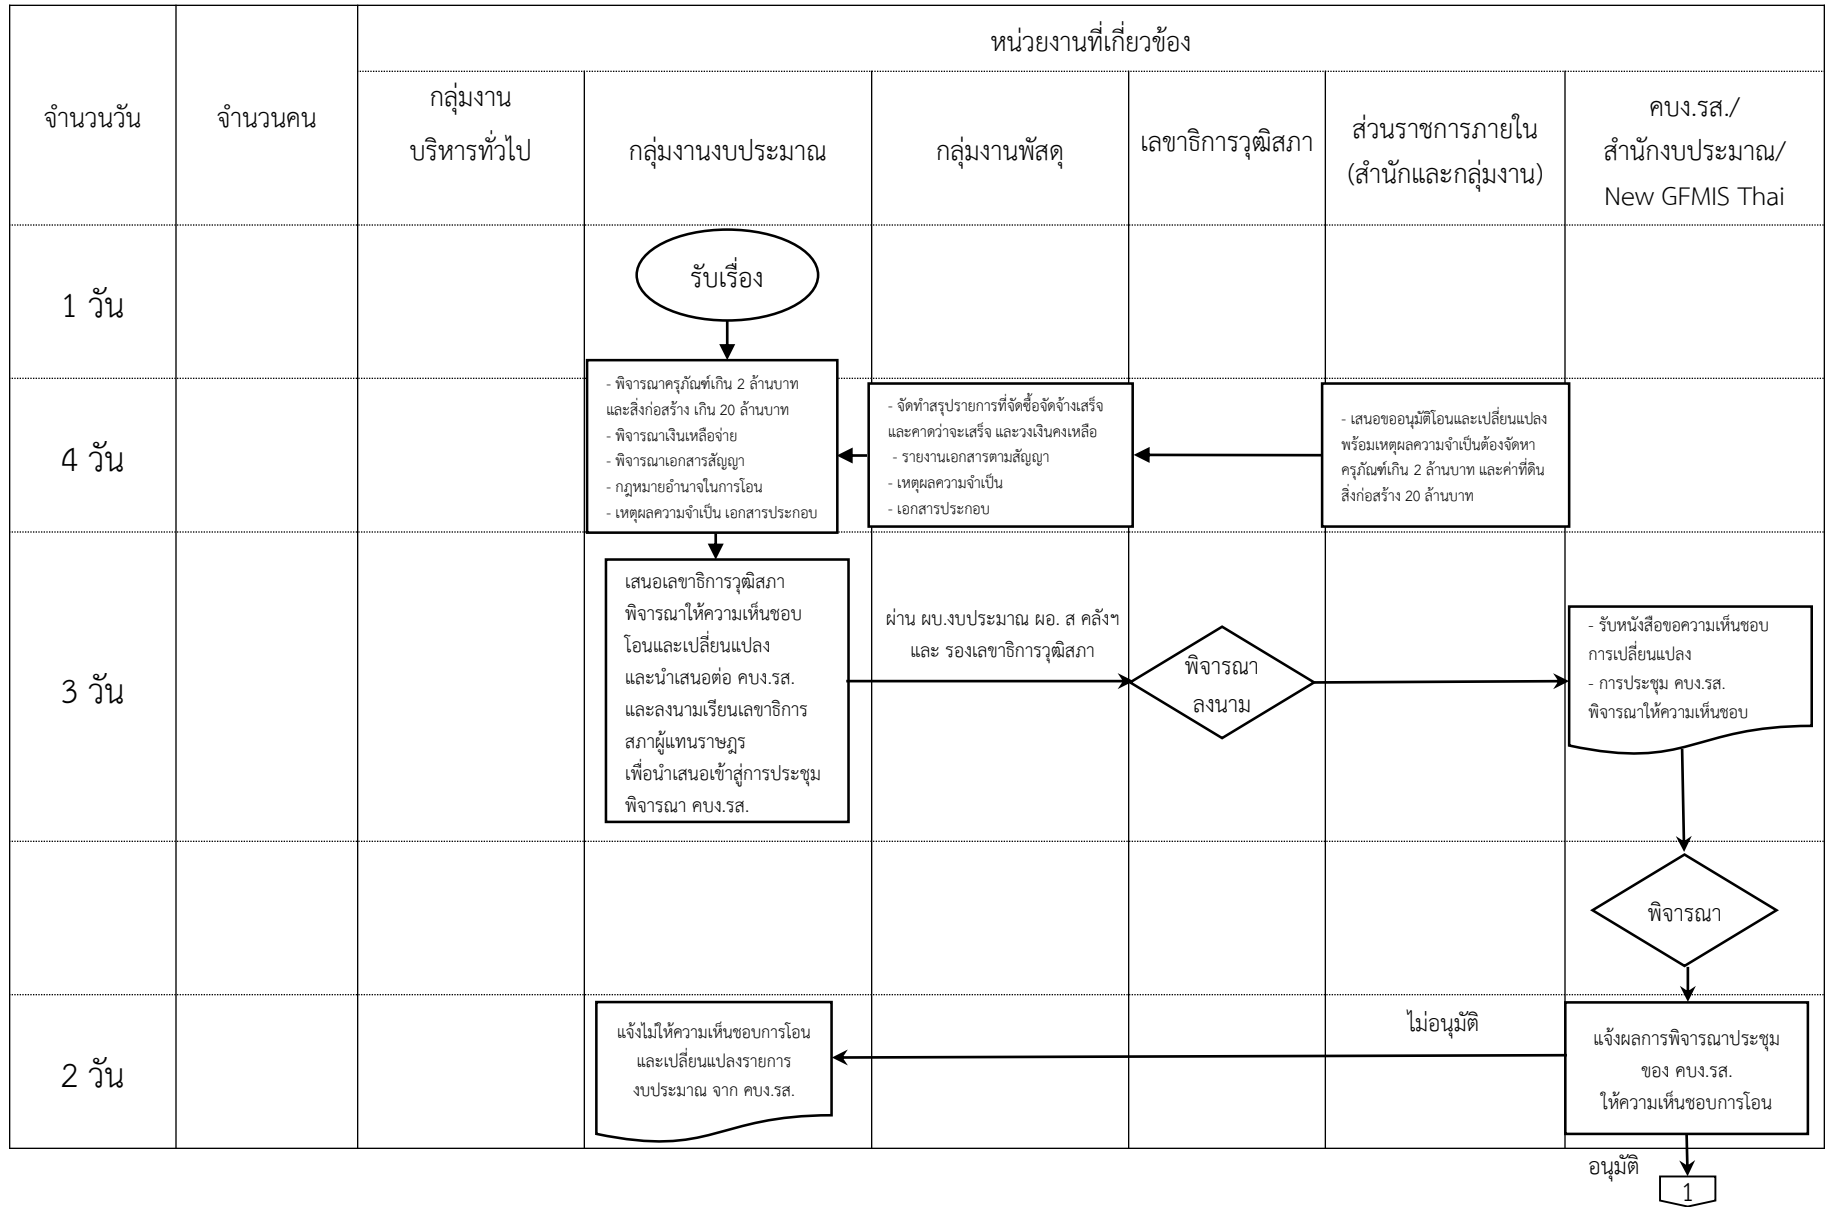 หน่วยงานที่เกี่ยวข้อง
จำนวนวัน
จำนวนคน
กลุ่มงาน
บริหารทั่วไป
กลุ่มงานงบประมาณ
กลุ่มงานพัสดุ
เลขาธิการวุฒิสภา
ส่วนราชการภายใน
(สำนักและกลุ่มงาน)
คบง.รส./
สำนักงบประมาณ/
New GFMIS Thai
1 วัน
รับเรื่อง
4 วัน
- พิจารณาครุภัณฑ์เกิน 2 ล้านบาท
และสิ่งก่อสร้าง เกิน 20 ล้านบาท
- พิจารณาเงินเหลือจ่าย
- พิจารณาเอกสารสัญญา
- กฎหมายอำนาจในการโอน
- เหตุผลความจำเป็น เอกสารประกอบ
- จัดทำสรุปรายการที่จัดซื้อจัดจ้างเสร็จ
และคาดว่าจะเสร็จ และวงเงินคงเหลือ
- รายงานเอกสารตามสัญญา
- เหตุผลความจำเป็น
- เอกสารประกอบ
- เสนอขออนุมัติโอนและเปลี่ยนแปลง
พร้อมเหตุผลความจำเป็นต้องจัดหา
ครุภัณฑ์เกิน 2 ล้านบาท และค่าที่ดิน
สิ่งก่อสร้าง 20 ล้านบาท
3 วัน
เสนอเลขาธิการวุฒิสภา
พิจารณาให้ความเห็นชอบ
โอนและเปลี่ยนแปลง
และนำเสนอต่อ คบง.รส.
และลงนามเรียนเลขาธิการ
สภาผู้แทนราษฎร
เพื่อนำเสนอเข้าสู่การประชุม
พิจารณา คบง.รส.
ผ่าน ผบ.งบประมาณ ผอ. ส คลังฯ
และ รองเลขาธิการวุฒิสภา
พิจารณา
ลงนาม
- รับหนังสือขอความเห็นชอบ
การเปลี่ยนแปลง
- การประชุม คบง.รส.
พิจารณาให้ความเห็นชอบ
พิจารณา
2 วัน
แจ้งไม่ให้ความเห็นชอบการโอน
และเปลี่ยนแปลงรายการ
งบประมาณ จาก คบง.รส.
ไม่อนุมัติ
แจ้งผลการพิจารณาประชุม
ของ คบง.รส.
ให้ความเห็นชอบการโอน
อนุมัติ
1